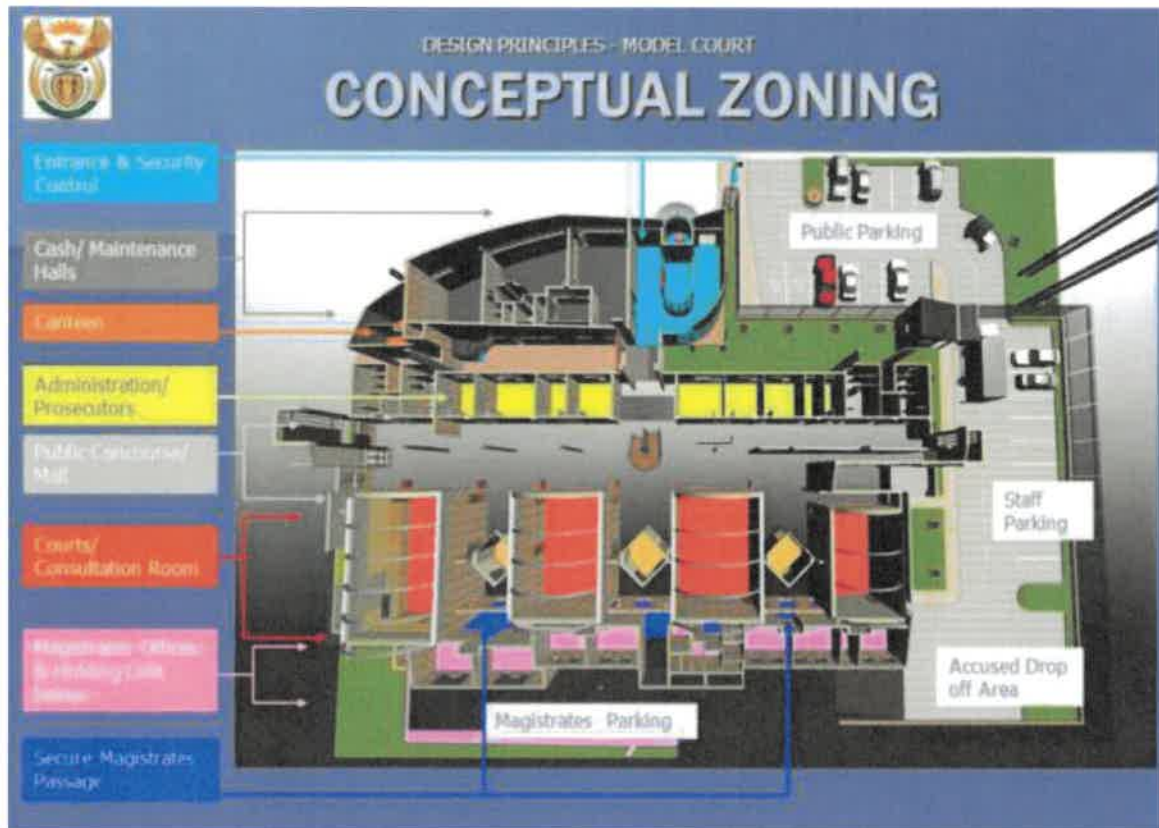 DESIGN PRINCIPLES - MODEL COURT
CONCEPTUAL ZONING
Entrance & Security
Control
Cash/ Maintenance
Halls
Canteen
Administration/
Prosecutors
Public Concourse/
Mall
Courts/
Consultation Room
Magistrates Offices
& Holding Cells
Secure Magistrates
Passage
Public Parking
Staff
Parking
Accused Drop
off Area
Magistrates Parking